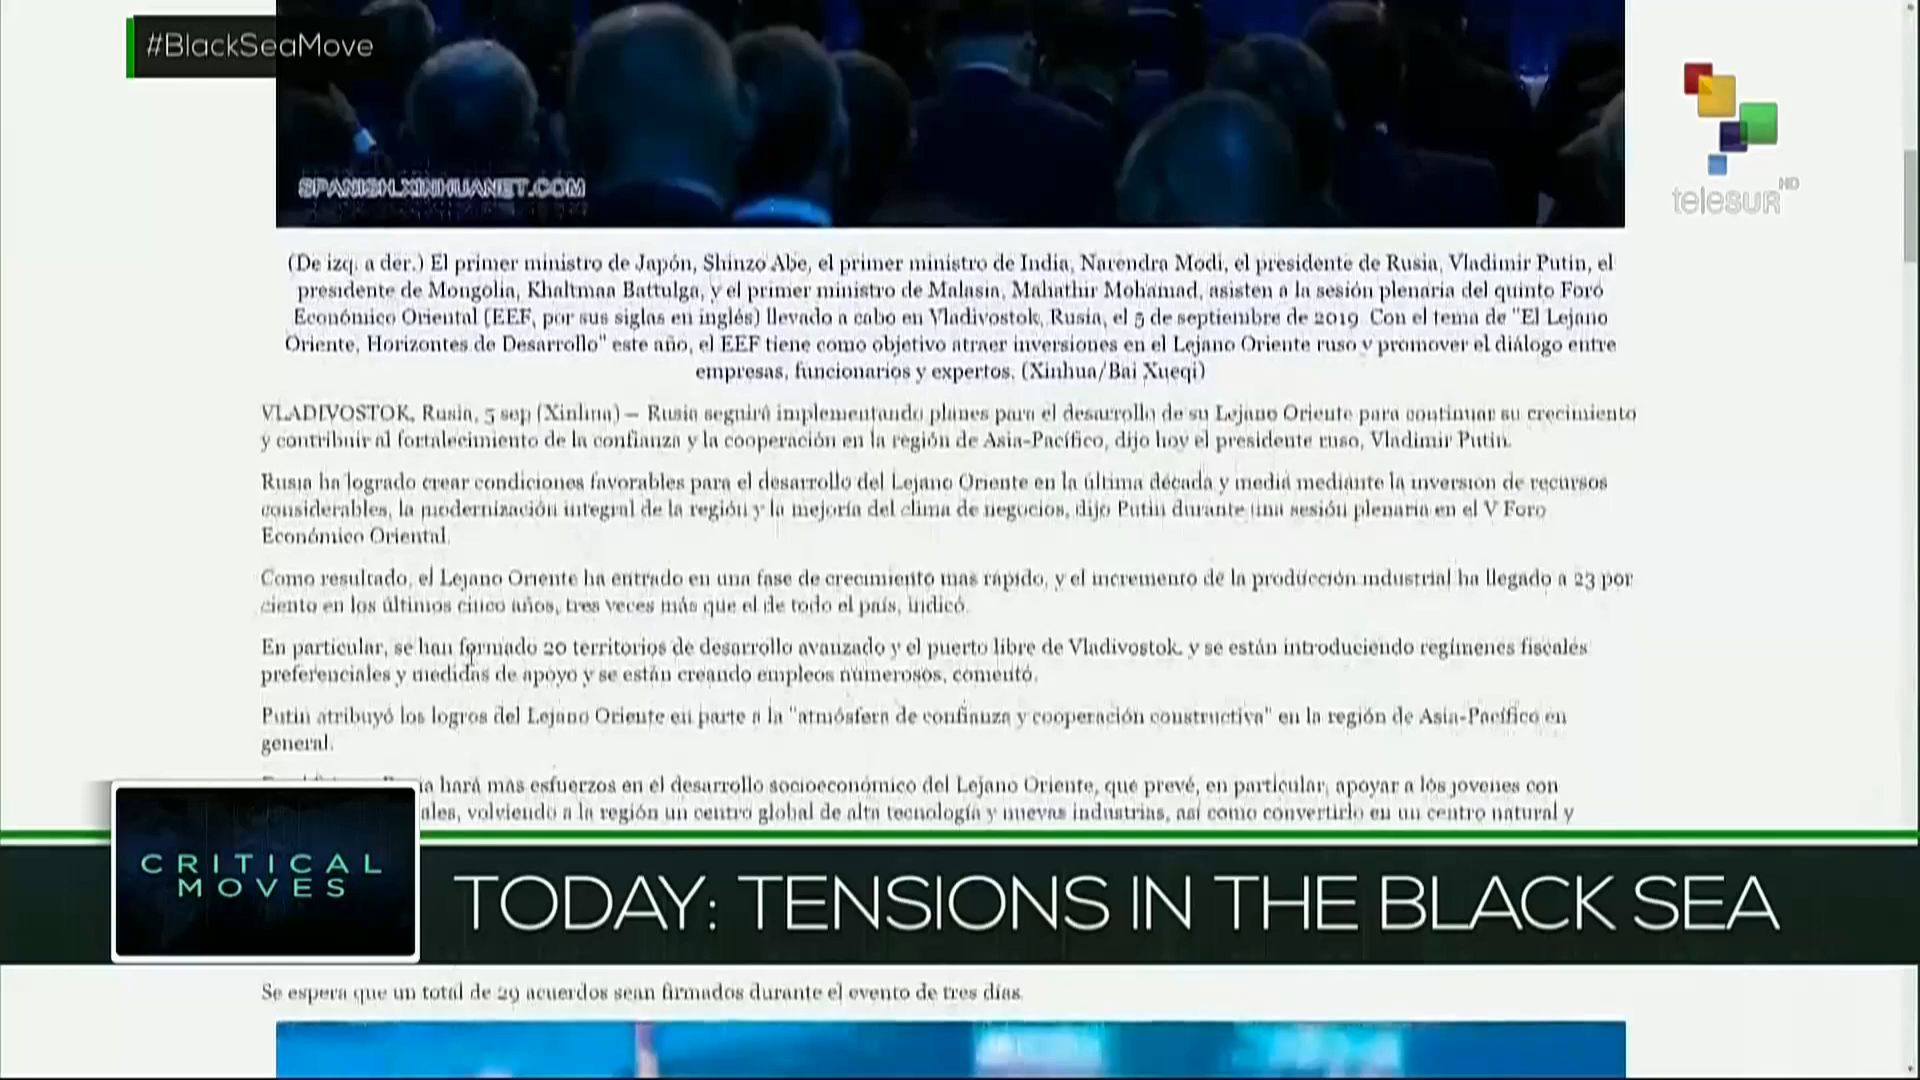 #BlackSeaMove
HD
telesur
SPANISH.XINHUANET.COM
(De izq. a der.) El primer ministro de Japón, Shinzo Abe, el primer ministro de India, Narendra Modi, el presidente de Rusia, Vladimir Putin, el
presidente de Mongolia, Khaltmaa Battulga, y el primer ministro de Malasia, Mahathir Mohamad, asisten a la sesión plenaria del quinto Foro
Económico Oriental (EEF, por sus siglas en inglés) llevado a cabo en Vladivostok, Rusia, el 5 de septiembre de 2019. Con el tema de "El Lejano
Oriente, Horizontes de Desarrollo" este año, el EEF tiene como objetivo atraer inversiones en el Lejano Oriente ruso y promover el diálogo entre
empresas, funcionarios y expertos. (Xinhua/Bai Xueqi)
VLADIVOSTOK, Rusia, 5 sep (Xinhua) -- Rusia seguirá implementando planes para el desarrollo de su Lejano Oriente para continuar su crecimiento
y contribuir al fortalecimiento de la confianza y la cooperación en la región de Asia-Pacífico, dijo hoy el presidente ruso, Vladimir Putin.
Rusia ha logrado crear condiciones favorables para el desarrollo del Lejano Oriente en la última década y media mediante la inversión de recursos
considerables, la modernización integral de la región y la mejoría del clima de negocios, dijo Putin durante una sesión plenaria en el V Foro
Económico Oriental.
Como resultado, el Lejano Oriente ha entrado en una fase de crecimiento más rápido, y el incremento de la producción industrial ha llegado a 23 por
ciento en los últimos cinco años, tres veces más que el de todo el país, indicó.
En particular, se han formado 20 territorios de desarrollo avanzado y el puerto libre de Vladivostok, y se están introduciendo regímenes fiscales
preferenciales y medidas de apoyo y se están creando empleos numerosos, comentó.
Putin atribuyó los logros del Lejano Oriente en parte a la "atmósfera de confianza y cooperación constructiva" en la región de Asia-Pacífico en
general.
hará más esfuerzos en el desarrollo socioeconómico del Lejano Oriente, que prevé, en particular, apoyar a los jóvenes con
ales, volviendo a la región un centro global de alta tecnología y nuevas industrias, así como convertirlo en un centro natural y
CRITICAL
MOVES
TODAY: TENSIONS IN THE BLACK SEA
Se espera que un total de 29 acuerdos sean firmados durante el evento de tres días.